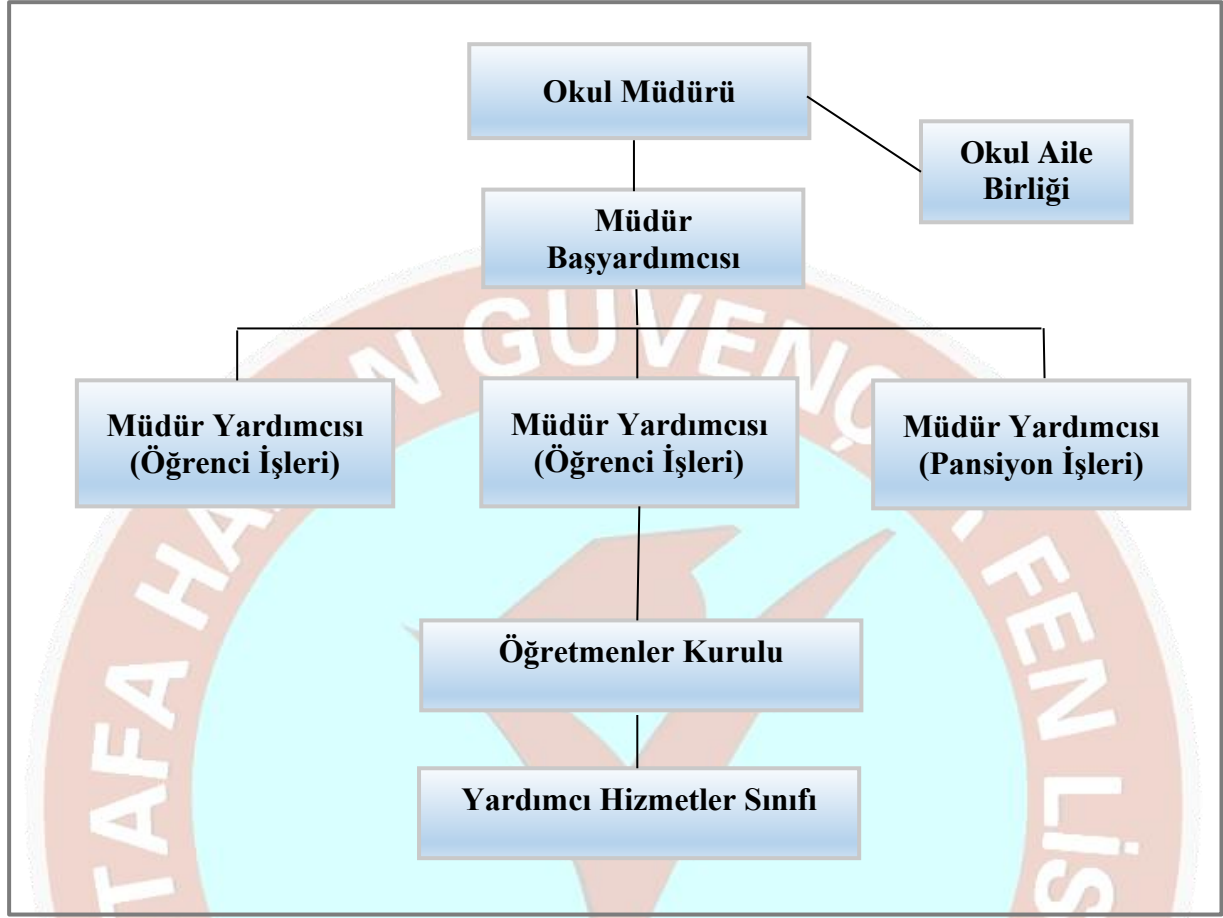 Okul Müdürü
Okul Aile
Birliği
Müdür
Başyardımcısı
Müdür Yardımcısı
(Öğrenci İşleri)
Müdür Yardımcısı
(Öğrenci İşleri)
Müdür Yardımcısı
(Pansiyon İşleri)
Öğretmenler Kurulu
Yardımcı Hizmetler Sınıfı
FEN